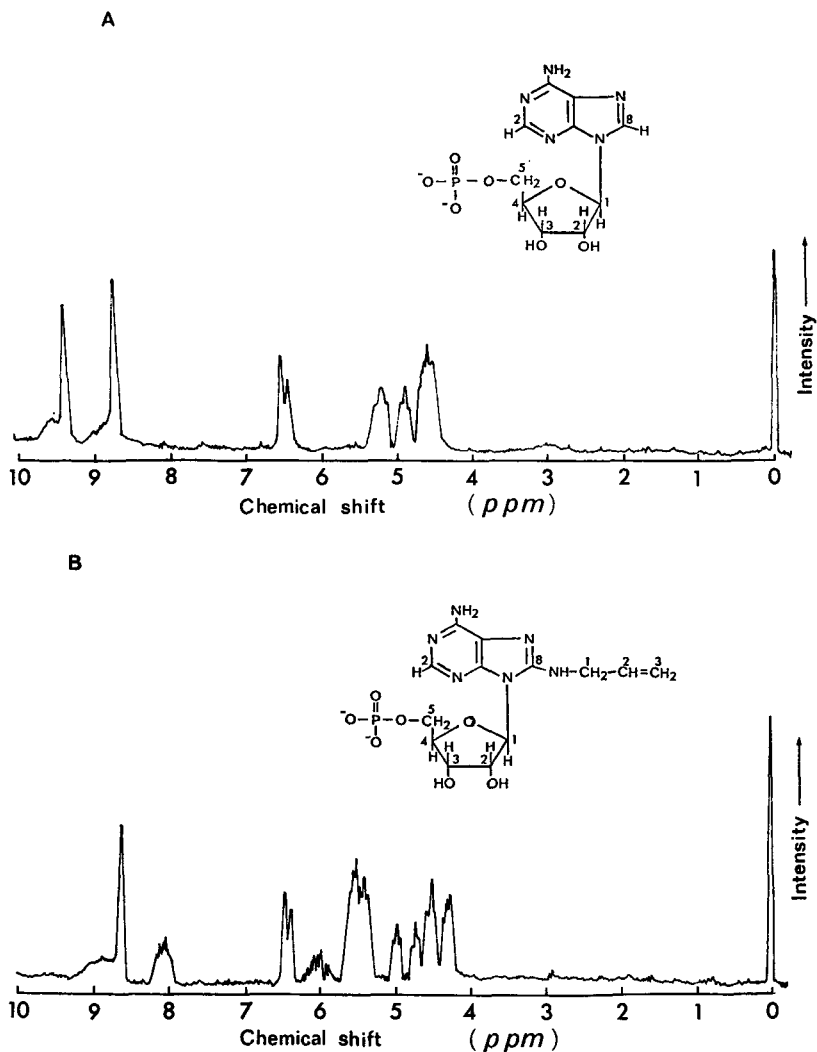 A
NH2
N
N
2
8
H
N
N
H
O
5
⁻O-P-O-CH2
O
⁻O
4
H
H
H
1
H
3
2
HO
OH
Intensity
10 9 8 7 6 5 4 3 2 1 0
Chemical shift (ppm)
B
NH2
N
N
1 2 3
8
NH-CH2-CH=CH2
H
2
N
N
O
5
⁻O-P-O-CH2
O
⁻O
4
H
H
H
1
H
3
2
HO
OH
Intensity
10 9 8 7 6 5 4 3 2 1 0
Chemical shift (ppm)